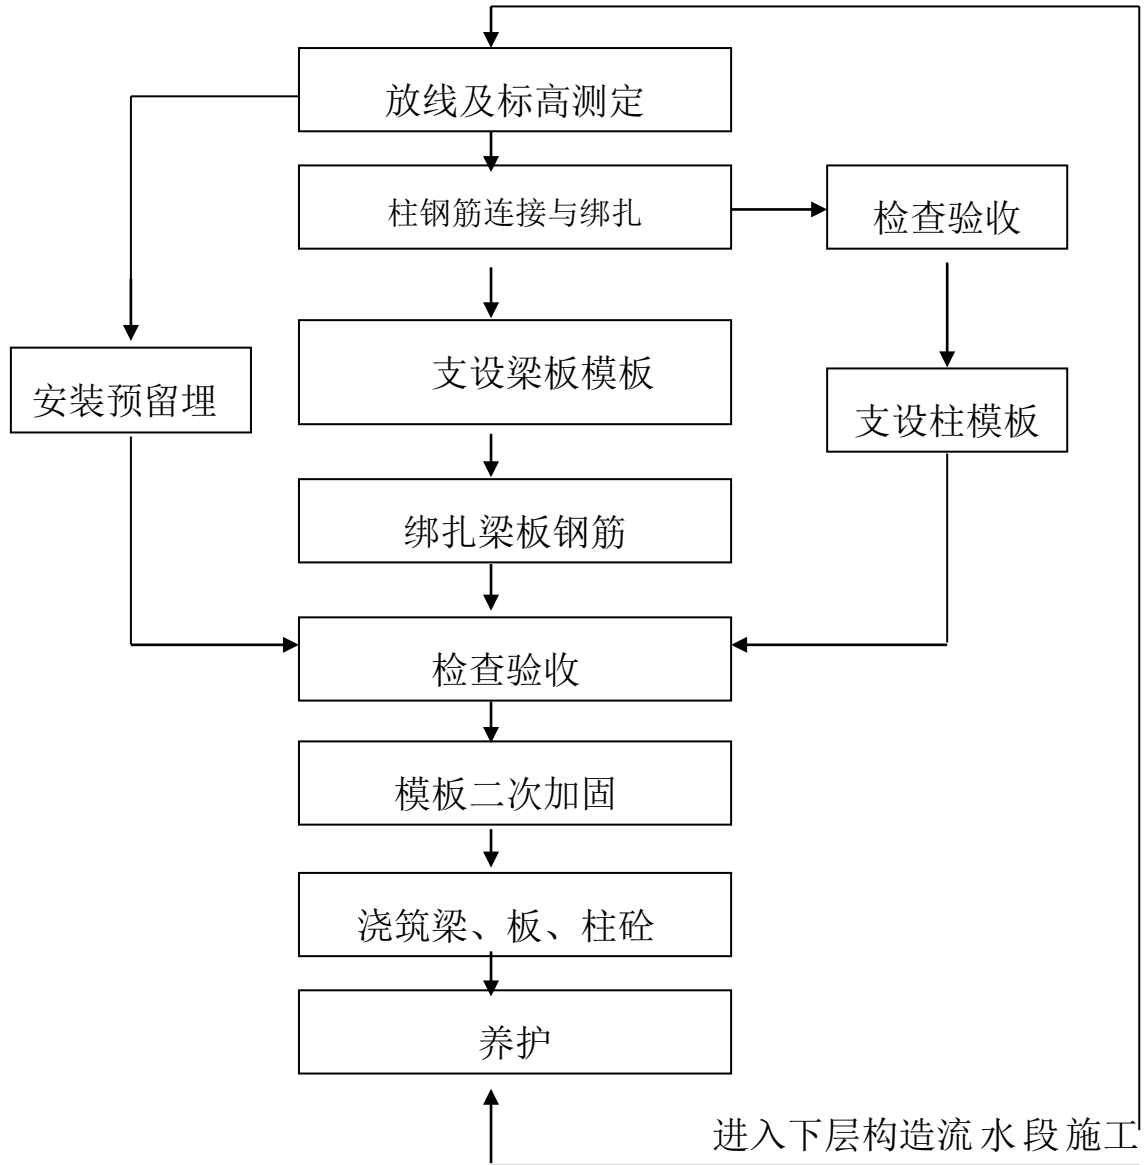 放线及标高测定
柱钢筋连接与绑扎
检查验收
支设梁板模板
安装预留埋
支设柱模板
绑扎梁板钢筋
检查验收
模板二次加固
浇筑梁、板、柱砼
养护
进入下层构造流水段施工